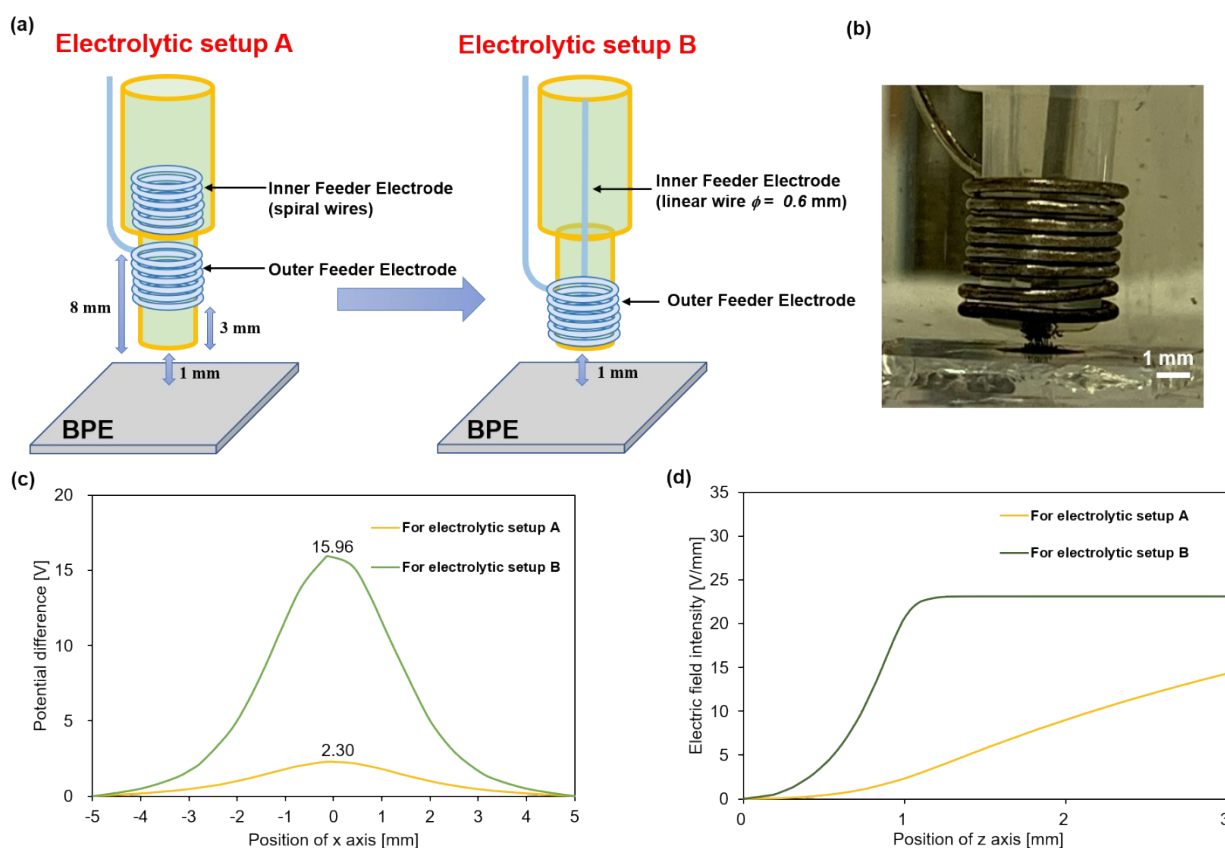 (a)
Electrolytic setup A
Electrolytic setup B
(b)
Inner Feeder Electrode
(spiral wires)
Outer Feeder Electrode
8 mm
3 mm
1 mm
BPE
Inner Feeder Electrode
(linear wire ϕ = 0.6 mm)
Outer Feeder Electrode
1 mm
BPE
1 mm
(c)
20
15
10
5
0
Potential difference [V]
For electrolytic setup A
For electrolytic setup B
15.96
2.30
-5 -4 -3 -2 -1 0 1 2 3 4 5
Position of x axis [mm]
(d)
35
30
25
20
15
10
5
0
Electric field intensity [V/mm]
For electrolytic setup A
For electrolytic setup B
0 1 2 3
Position of z axis [mm]